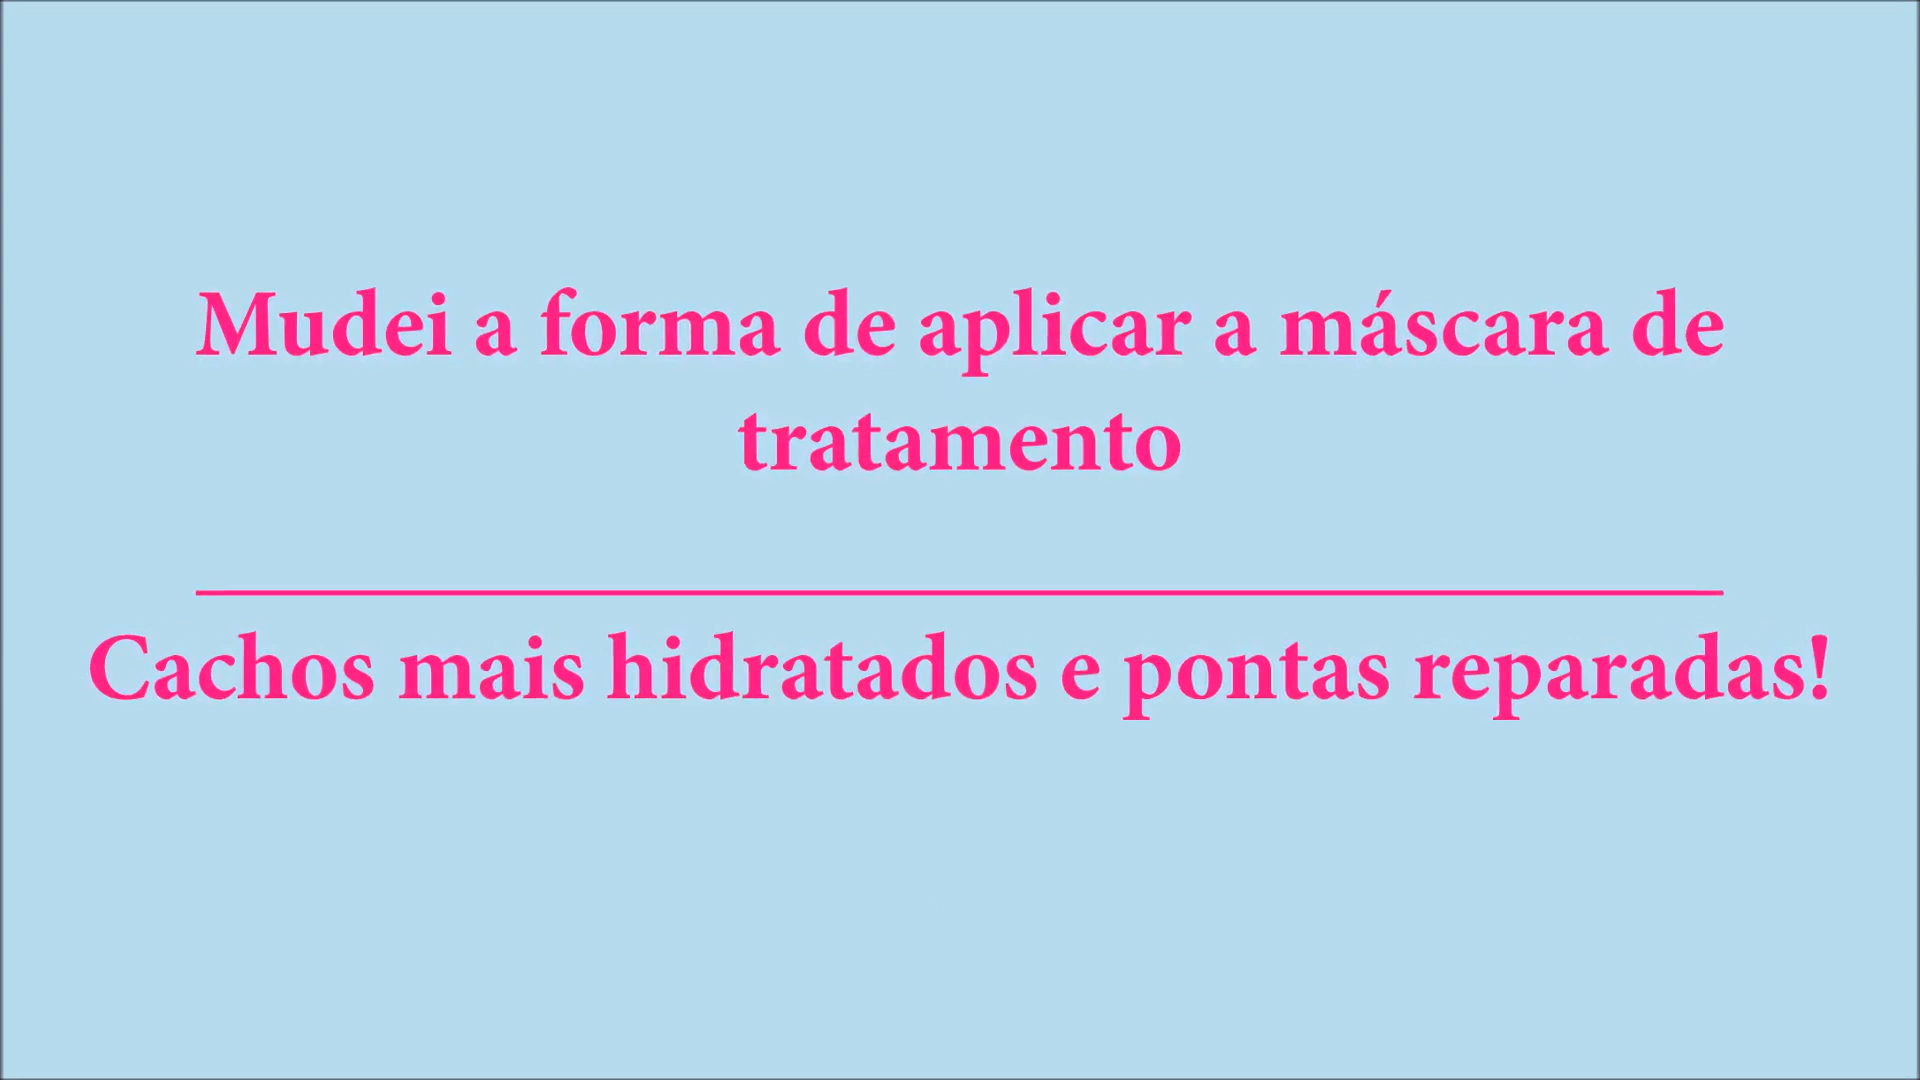 Mudei a forma de aplicar a máscara de
tratamento
Cachos mais hidratados e pontas reparadas!